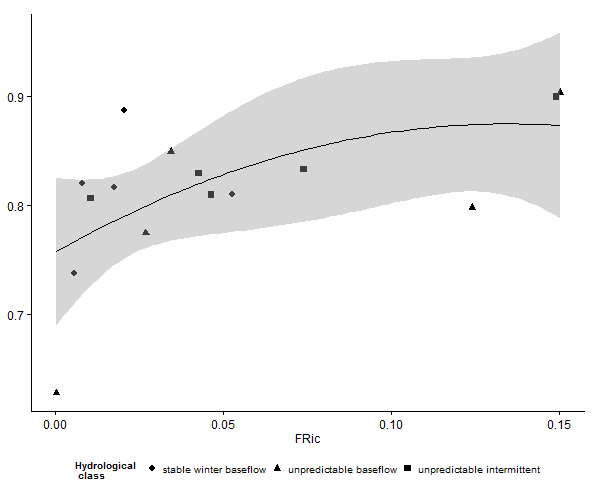 0.9
0.8
0.7
0.00 0.05 0.10 0.15
FRic
Hydrological
class
stable winter baseflow unpredictable baseflow unpredictable intermittent